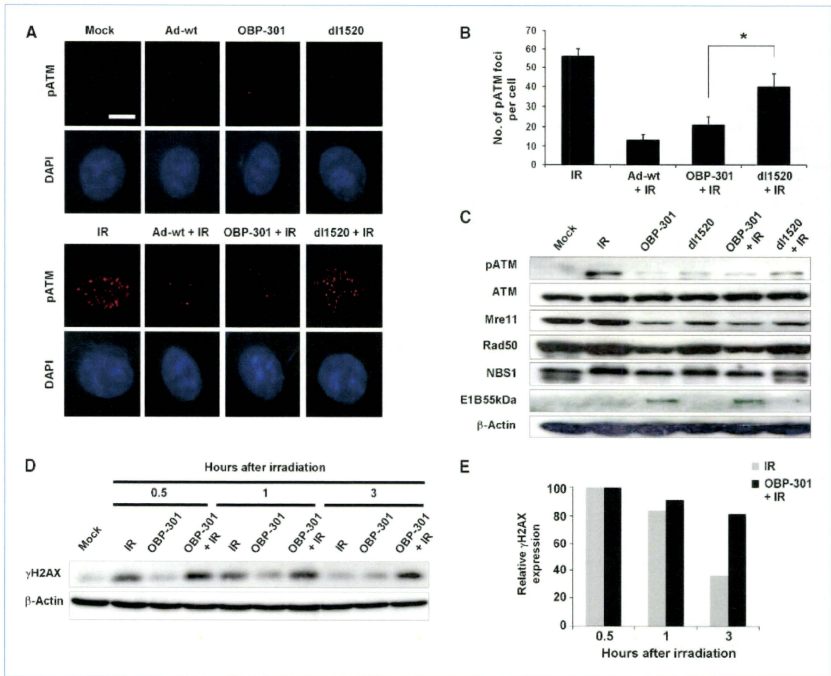 A
Mock Ad-wt OBP-301 dl1520
pATM
DAPI
IR Ad-wt + IR OBP-301 + IR dl1520 + IR
pATM
DAPI
B
No. of pATM foci
per cell
70
60
50
40
30
20
10
0
*
IR Ad-wt OBP-301 dl1520
+ IR + IR + IR
C
Mock IR OBP-301 dl1520 OBP-301 + IR dl1520 + IR
pATM
ATM
Mre11
Rad50
NBS1
E1B55kDa
β-Actin
D
Hours after irradiation
0.5 1 3
Mock IR OBP-301 OBP-301 + IR IR OBP-301 OBP-301 + IR IR OBP-301 OBP-301 + IR
γH2AX
β-Actin
E
IR
OBP-301
+ IR
Relative γH2AX
expression
100
80
60
40
20
0
0.5 1 3
Hours after irradiation